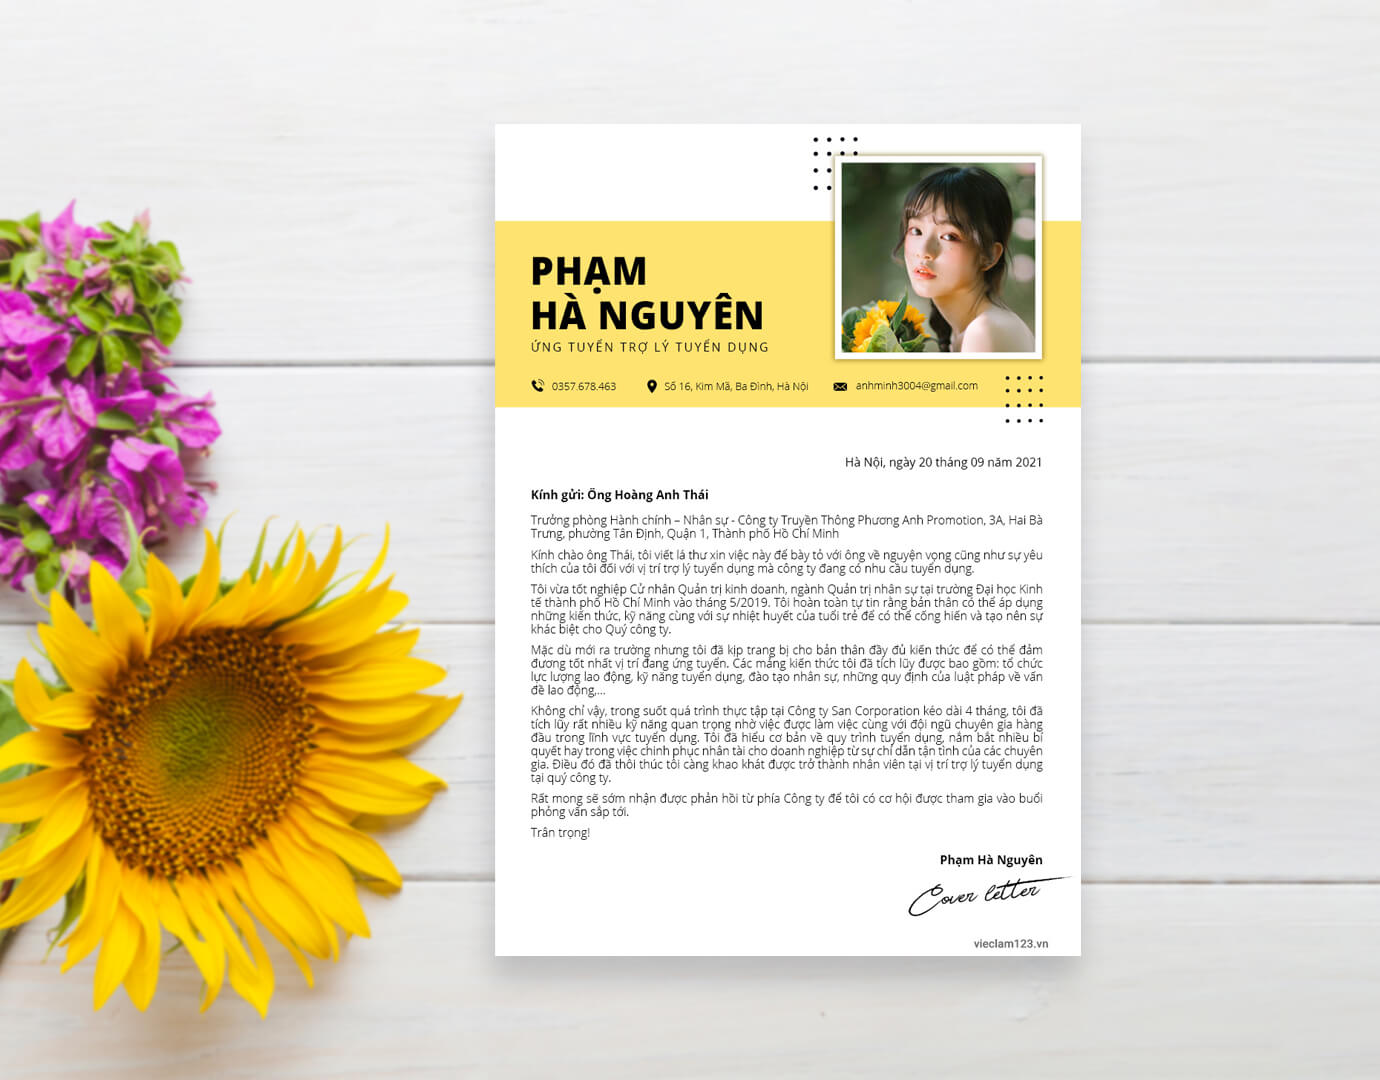 PHẠM
HÀ NGUYÊN
ỨNG TUYỂN TRỢ LÝ TUYỂN DỤNG
0357.678.463 Số 16, Kim Mã, Ba Đình, Hà Nội anhminh3004@gmail.com
Hà Nội, ngày 20 tháng 09 năm 2021
Kính gửi: Ông Hoàng Anh Thái
Trưởng phòng Hành chính – Nhân sự - Công ty Truyền Thông Phương Anh Promotion, 3A, Hai Bà
Trưng, phường Tân Định, Quận 1, Thành phố Hồ Chí Minh
Kính chào ông Thái, tôi viết lá thư xin việc này để bày tỏ với ông về nguyện vọng cũng như sự yêu
thích của tôi đối với vị trí trợ lý tuyển dụng mà công ty đang có nhu cầu tuyển dụng.
Tôi vừa tốt nghiệp Cử nhân Quản trị kinh doanh, ngành Quản trị nhân sự tại trường Đại học Kinh
tế thành phố Hồ Chí Minh vào tháng 5/2019. Tôi hoàn toàn tự tin rằng bản thân có thể áp dụng
những kiến thức, kỹ năng cùng với sự nhiệt huyết của tuổi trẻ để có thể cống hiến và tạo nên sự
khác biệt cho Quý công ty.
Mặc dù mới ra trường nhưng tôi đã kịp trang bị cho bản thân đầy đủ kiến thức để có thể đảm
đương tốt nhất vị trí đang ứng tuyển. Các mảng kiến thức tôi đã tích lũy được bao gồm: tổ chức
lực lượng lao động, kỹ năng tuyển dụng, đào tạo nhân sự, những quy định của luật pháp về vấn
đề lao động,...
Không chỉ vậy, trong suốt quá trình thực tập tại Công ty San Corporation kéo dài 4 tháng, tôi đã
tích lũy rất nhiều kỹ năng quan trọng nhờ việc được làm việc cùng với đội ngũ chuyên gia hàng
đầu trong lĩnh vực tuyển dụng. Tôi đã hiểu cơ bản về quy trình tuyển dụng, nắm bắt nhiều bí
quyết hay trong việc chinh phục nhân tài cho doanh nghiệp từ sự chỉ dẫn tận tình của các chuyên
gia. Điều đó đã thôi thúc tôi càng khao khát được trở thành nhân viên tại vị trí trợ lý tuyển dụng
tại quý công ty.
Rất mong sẽ sớm nhận được phản hồi từ phía Công ty để tôi có cơ hội được tham gia vào buổi
phỏng vấn sắp tới.
Trân trọng!
Phạm Hà Nguyên
Cover letter
vieclam123.vn